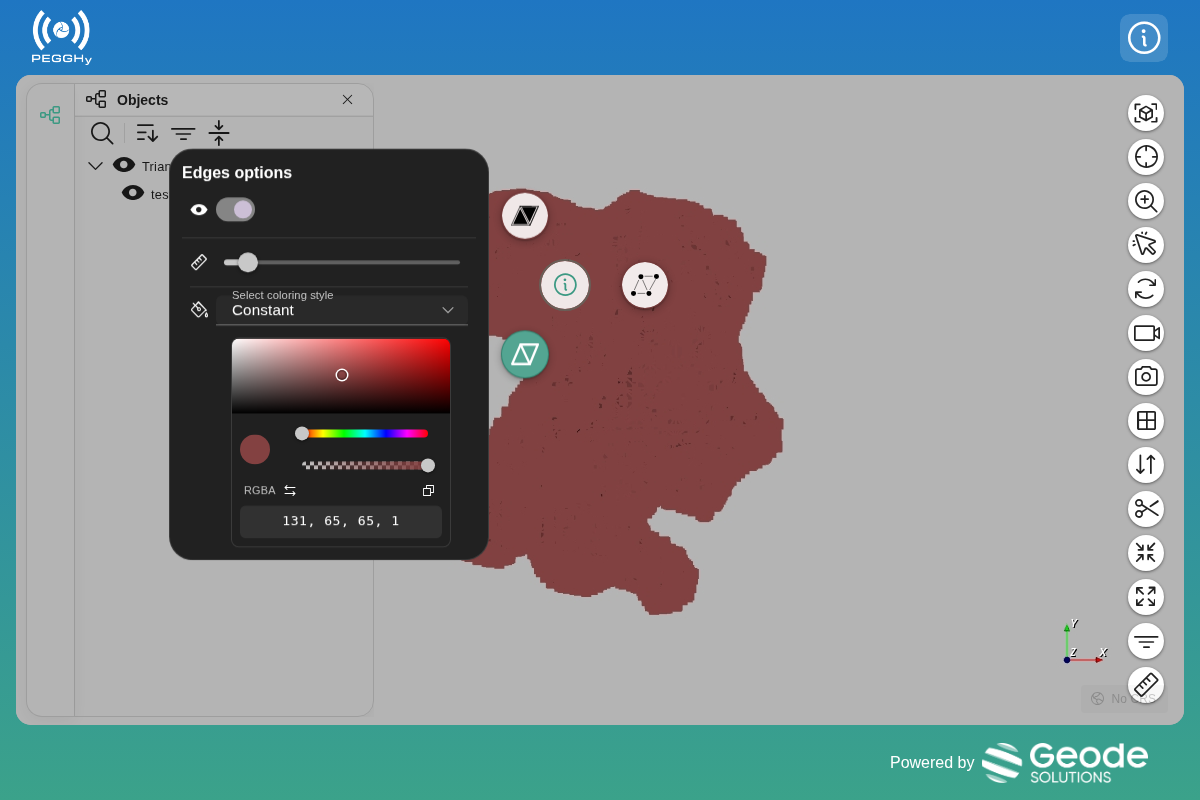 PEGGHy
Objects
Trian
tes
Edges options
Select coloring style
Constant
RGBA
131, 65, 65, 1
Y
Z
X
No CRS
Powered by
Geode
SOLUTIONS